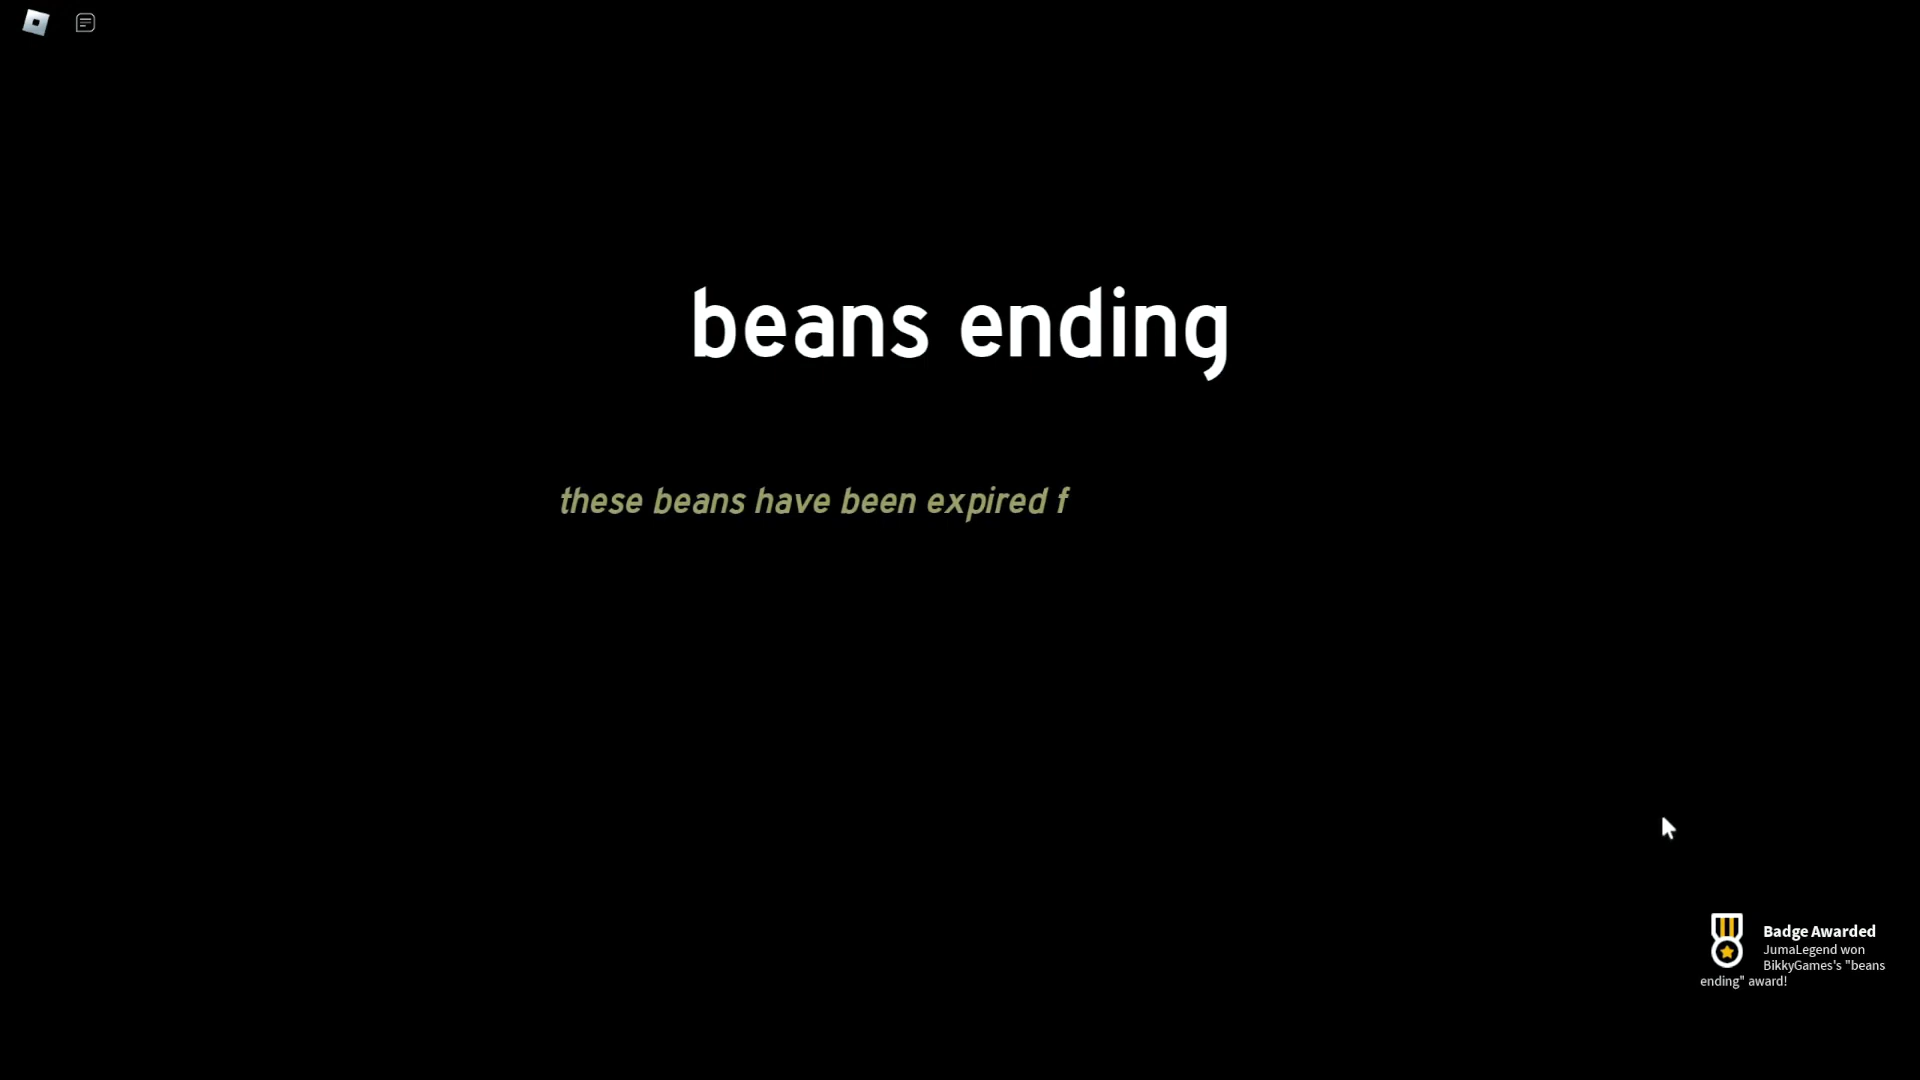 beans ending
these beans have been expired f
Badge Awarded
JumaLegend won
BikkyGames's "beans
ending" award!